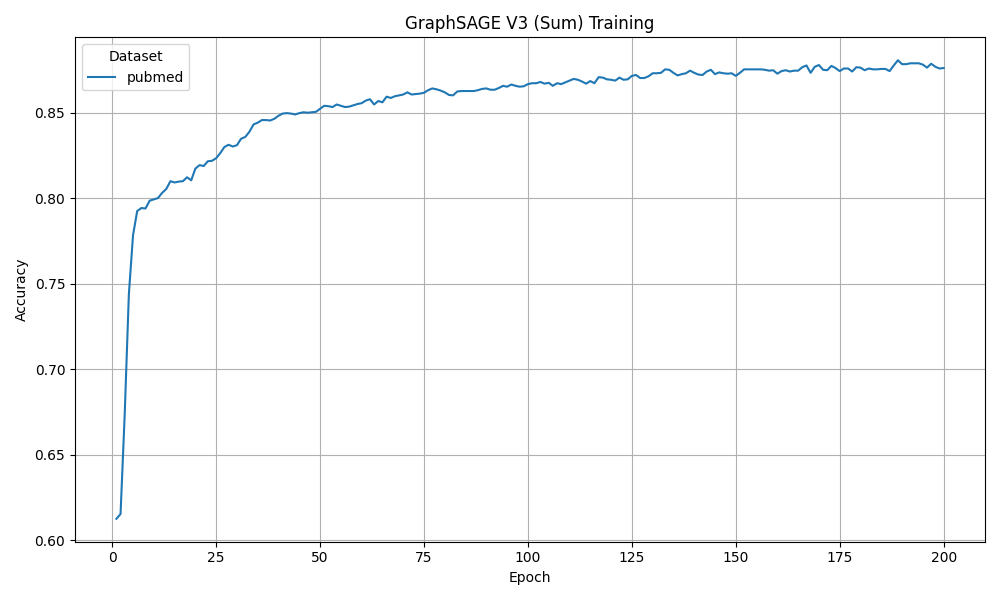 GraphSAGE V3 (Sum) Training
Dataset
pubmed
Accuracy
0.85
0.80
0.75
0.70
0.65
0.60
0 25 50 75 100 125 150 175 200
Epoch